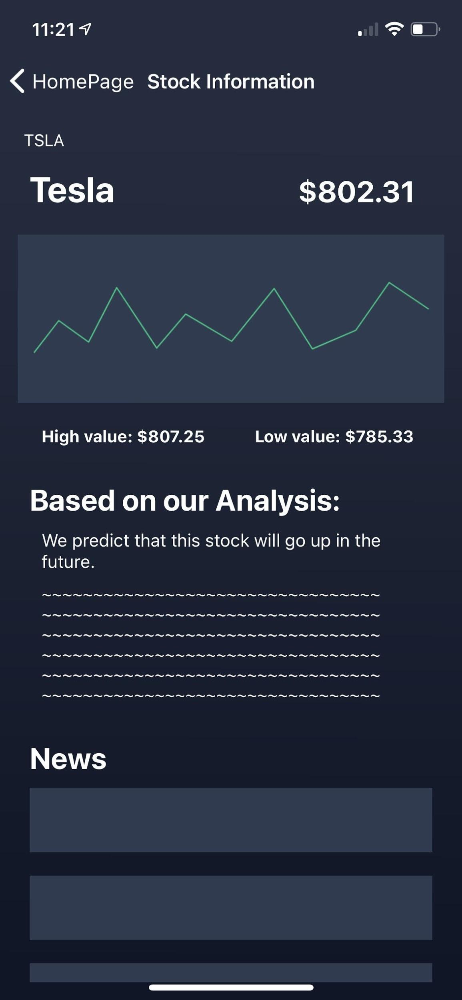 11:21
HomePage Stock Information
TSLA
Tesla $802.31
High value: $807.25 Low value: $785.33
Based on our Analysis:
We predict that this stock will go up in the
future.
~~~~~~~~~~~~~~~~~~~~~~~~~~~~~~~~~
~~~~~~~~~~~~~~~~~~~~~~~~~~~~~~~~~
~~~~~~~~~~~~~~~~~~~~~~~~~~~~~~~~~
~~~~~~~~~~~~~~~~~~~~~~~~~~~~~~~~~
~~~~~~~~~~~~~~~~~~~~~~~~~~~~~~~~~
~~~~~~~~~~~~~~~~~~~~~~~~~~~~~~~~~
News